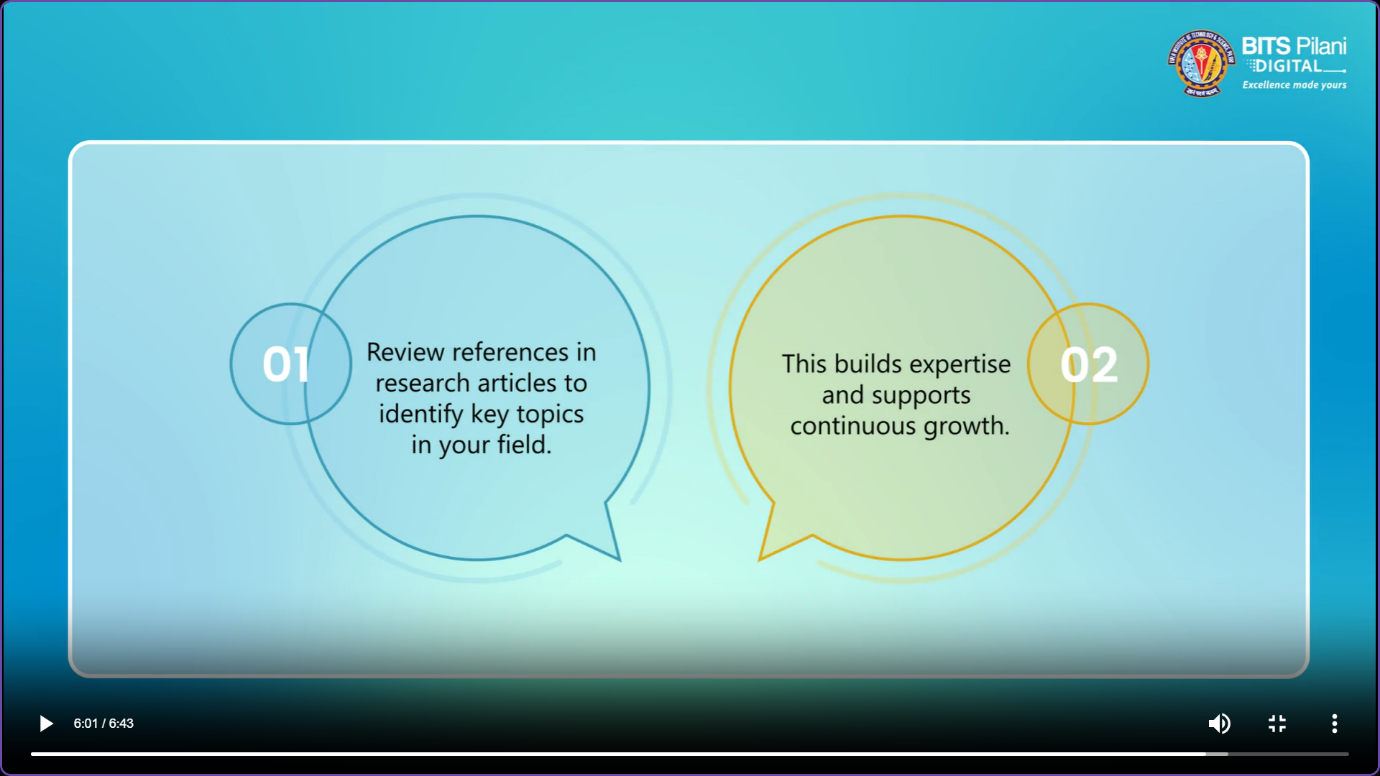 BITS Pilani
DIGITAL
Excellence made yours
01
Review references in
research articles to
identify key topics
in your field.
This builds expertise
and supports
continuous growth.
02
6:01 / 6:43